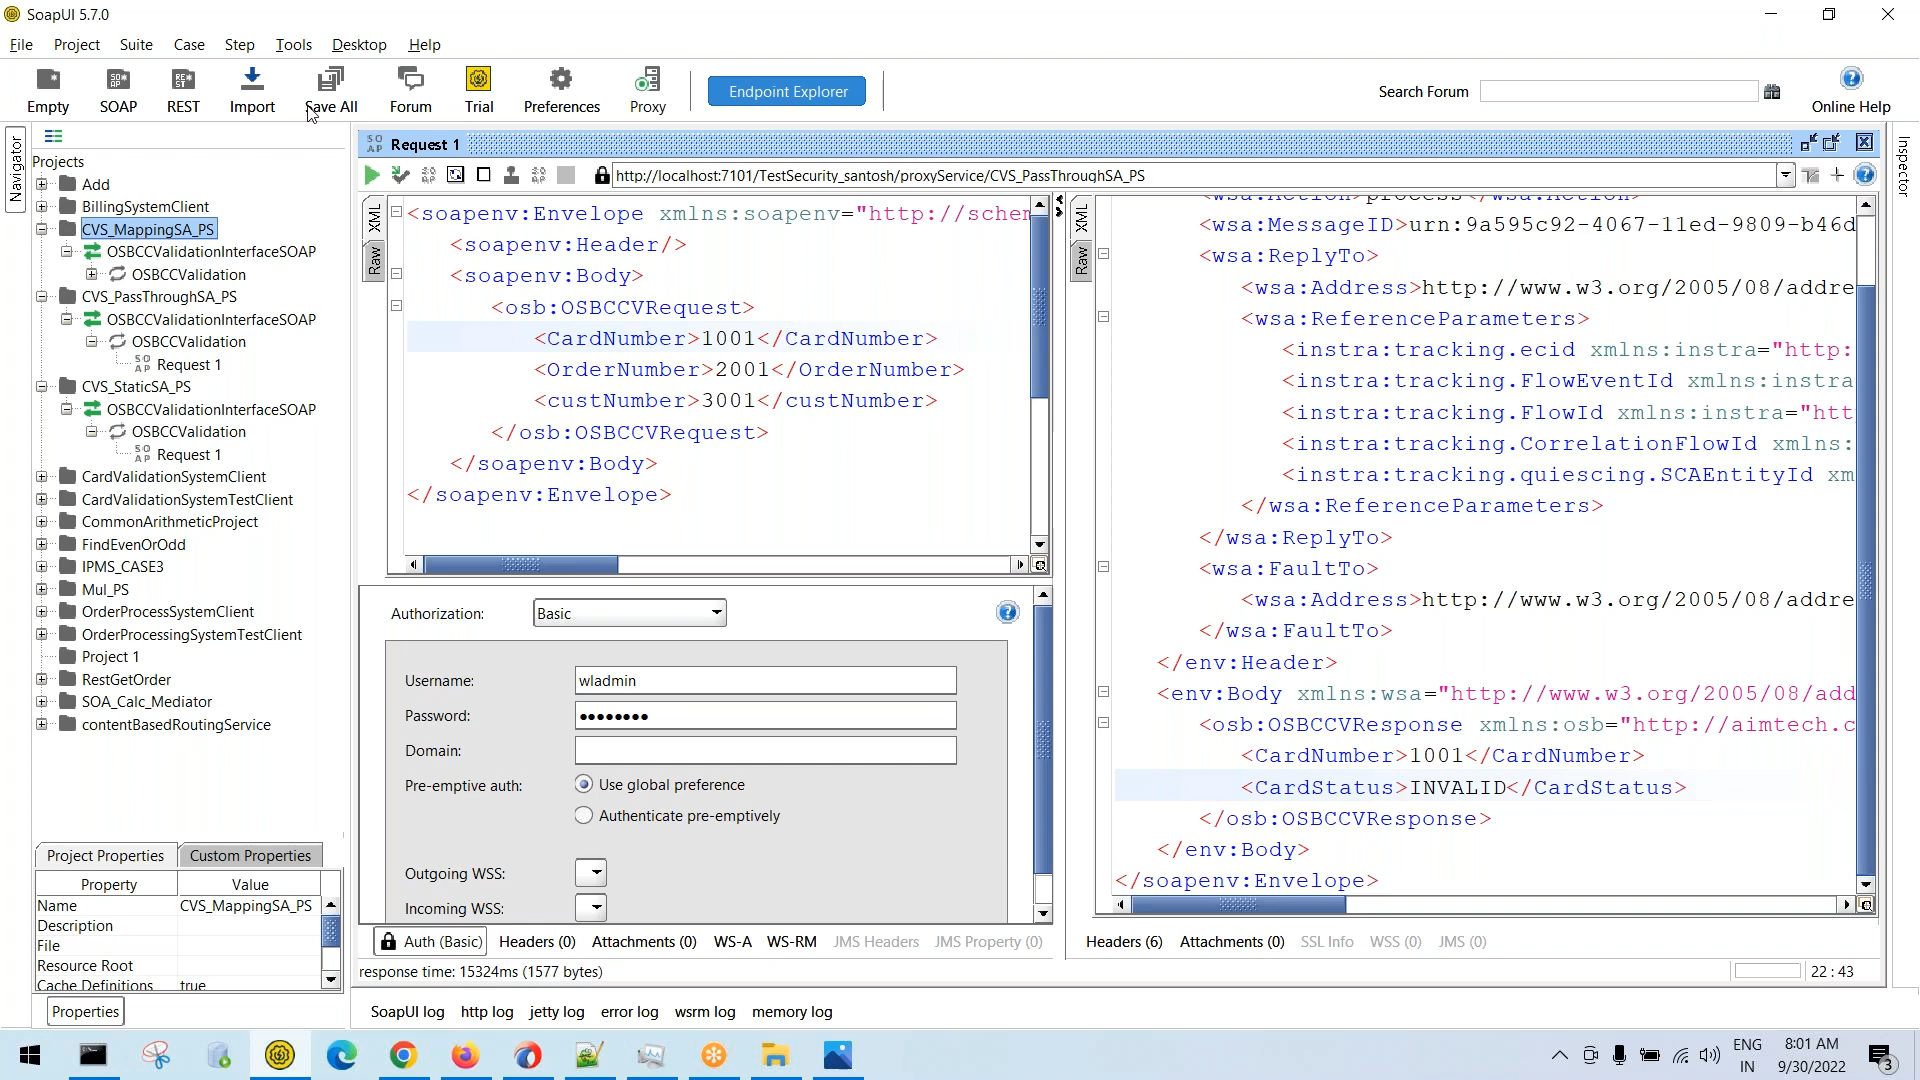 SoapUI 5.7.0
File Project Suite Case Step Tools Desktop Help
Empty SOAP REST Import Save All Forum Trial Preferences Proxy Endpoint Explorer Search Forum Online Help
Navigator
Projects
Add
BillingSystemClient
CVS_MappingSA_PS
OSBCCValidationInterfaceSOAP
OSBCCValidation
CVS_PassThroughSA_PS
OSBCCValidationInterfaceSOAP
OSBCCValidation
Request 1
CVS_StaticSA_PS
OSBCCValidationInterfaceSOAP
OSBCCValidation
Request 1
CardValidationSystemClient
CardValidationSystemTestClient
CommonArithmeticProject
FindEvenOrOdd
IPMS_CASE3
Mul_PS
OrderProcessSystemClient
OrderProcessingSystemTestClient
Project 1
RestGetOrder
SOA_Calc_Mediator
contentBasedRoutingService
Project Properties Custom Properties
Property Value
Name CVS_MappingSA_PS
Description
File
Resource Root
Cache Definitions true
Properties
Request 1
http://localhost:7101/TestSecurity_santosh/proxyService/CVS_PassThroughSA_PS
XML
Raw
<soapenv:Envelope xmlns:soapenv="http://schem
<soapenv:Header/>
<soapenv:Body>
<osb:OSBCCVRequest>
<CardNumber>1001</CardNumber>
<OrderNumber>2001</OrderNumber>
<custNumber>3001</custNumber>
</osb:OSBCCVRequest>
</soapenv:Body>
</soapenv:Envelope>
Authorization: Basic
Username: wladmin
Password: ●●●●●●●●
Domain:
Pre-emptive auth: Use global preference
Authenticate pre-emptively
Outgoing WSS:
Incoming WSS:
Auth (Basic) Headers (0) Attachments (0) WS-A WS-RM JMS Headers JMS Property (0)
response time: 15324ms (1577 bytes)
XML
Raw
<wsa:Action>process</wsa:Action>
<wsa:MessageID>urn:9a595c92-4067-11ed-9809-b46d
<wsa:ReplyTo>
<wsa:Address>http://www.w3.org/2005/08/addre
<wsa:ReferenceParameters>
<instra:tracking.ecid xmlns:instra="http:
<instra:tracking.FlowEventId xmlns:instra
<instra:tracking.FlowId xmlns:instra="htt
<instra:tracking.CorrelationFlowId xmlns:
<instra:tracking.quiescing.SCAEntityId xm
</wsa:ReferenceParameters>
</wsa:ReplyTo>
<wsa:FaultTo>
<wsa:Address>http://www.w3.org/2005/08/addre
</wsa:FaultTo>
</env:Header>
<env:Body xmlns:wsa="http://www.w3.org/2005/08/add
<osb:OSBCCVResponse xmlns:osb="http://aimtech.c
<CardNumber>1001</CardNumber>
<CardStatus>INVALID</CardStatus>
</osb:OSBCCVResponse>
</env:Body>
</soapenv:Envelope>
Headers (6) Attachments (0) SSL Info WSS (0) JMS (0)
22 : 43
Inspector
SoapUI log http log jetty log error log wsrm log memory log
ENG
IN
8:01 AM
9/30/2022
3